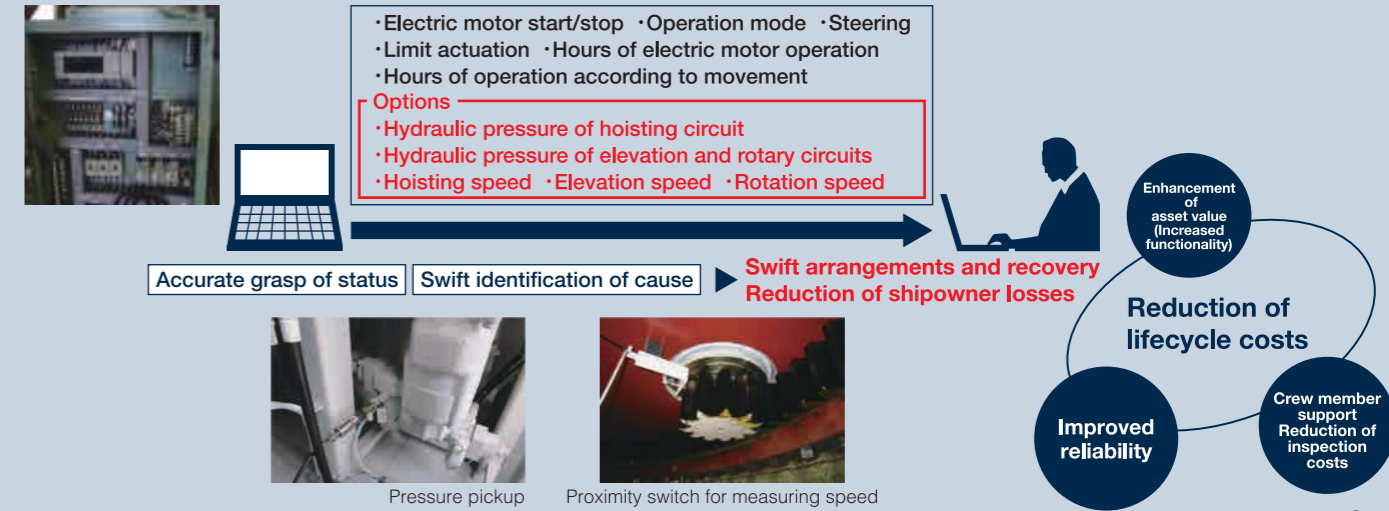 ·Electric motor start/stop ·Operation mode ·Steering
·Limit actuation ·Hours of electric motor operation
·Hours of operation according to movement
Options
·Hydraulic pressure of hoisting circuit
·Hydraulic pressure of elevation and rotary circuits
·Hoisting speed ·Elevation speed ·Rotation speed
Accurate grasp of status
Swift identification of cause
Swift arrangements and recovery
Reduction of shipowner losses
Pressure pickup
Proximity switch for measuring speed
Enhancement
of
asset value
(Increased
functionality)
Reduction of
lifecycle costs
Improved
reliability
Crew member
support
Reduction of
inspection
costs